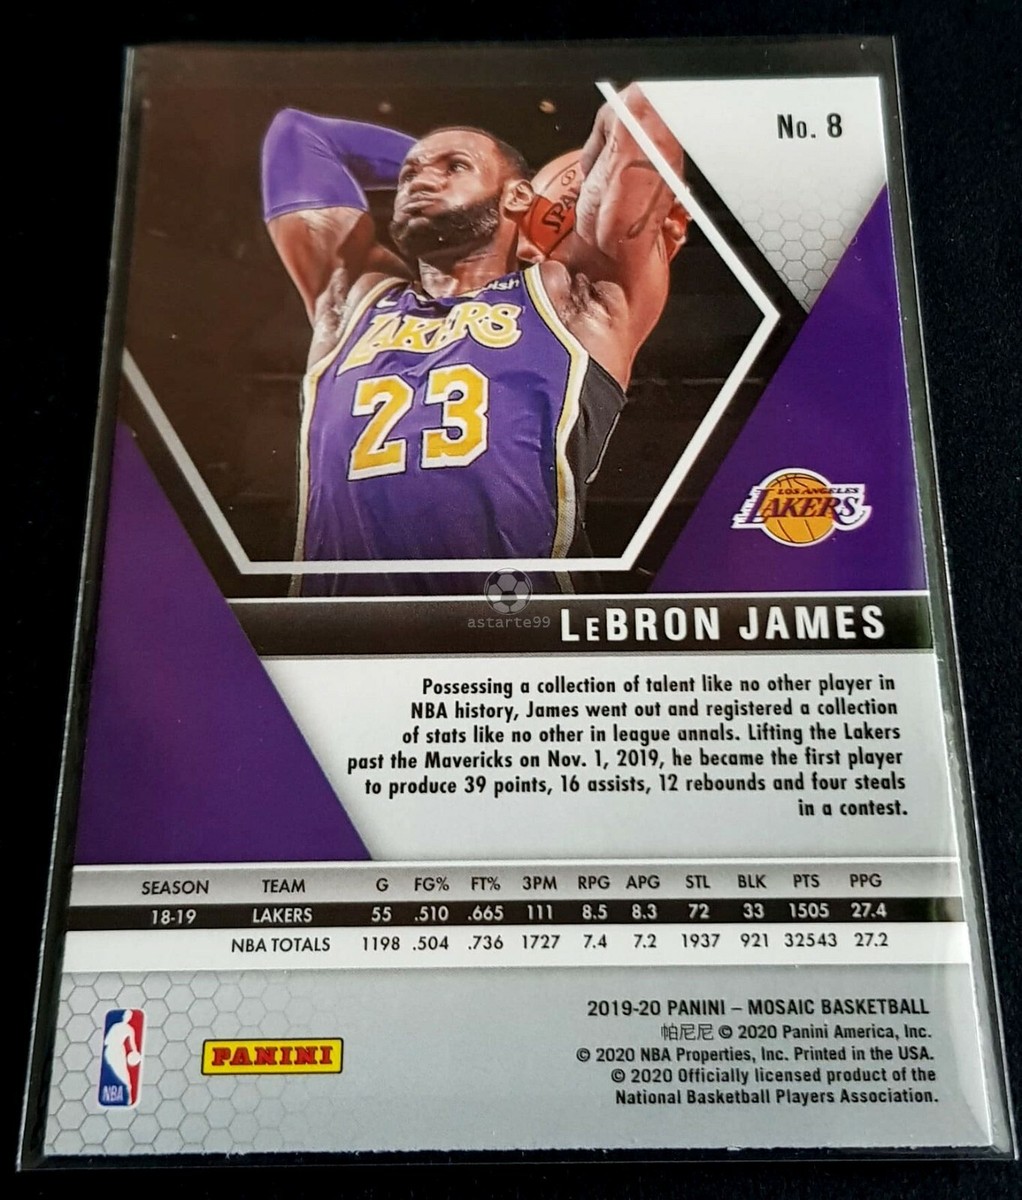 No. 8
SPAL
wish
LAKERS
23
LOS ANGELES
LAKERS
astarte99
LeBRON JAMES
Possessing a collection of talent like no other player in
NBA history, James went out and registered a collection
of stats like no other in league annals. Lifting the Lakers
past the Mavericks on Nov. 1, 2019, he became the first player
to produce 39 points, 16 assists, 12 rebounds and four steals
in a contest.
SEASON TEAM G FG% FT% 3PM RPG APG STL BLK PTS PPG
18-19 LAKERS 55 .510 .665 111 8.5 8.3 72 33 1505 27.4
NBA TOTALS 1198 .504 .736 1727 7.4 7.2 1937 921 32543 27.2
2019-20 PANINI – MOSAIC BASKETBALL
帕尼尼 © 2020 Panini America, Inc.
© 2020 NBA Properties, Inc. Printed in the USA.
© 2020 Officially licensed product of the
National Basketball Players Association.
NBA
PANINI